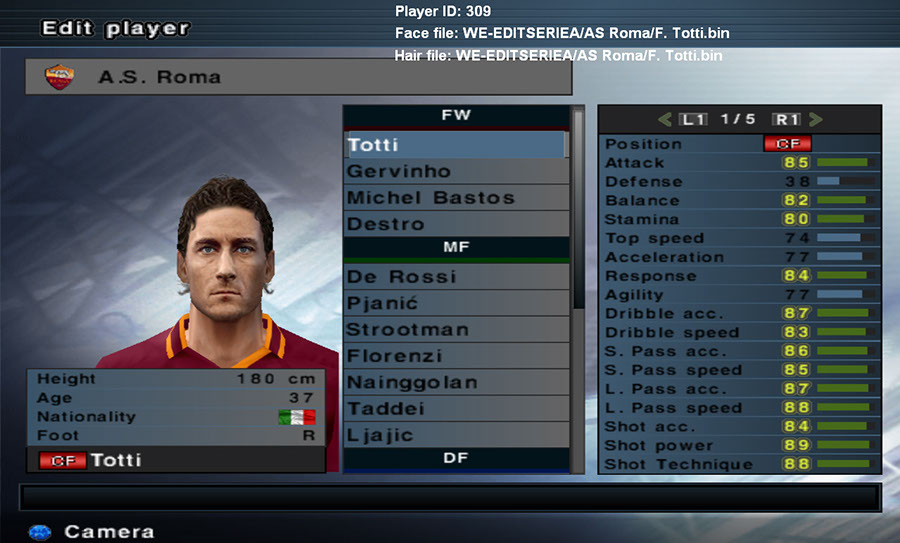 Player ID: 309
Edit player
Face file: WE-EDITSERIEA/AS Roma/F. Totti.bin
Hair file: WE-EDITSERIEA/AS Roma/F. Totti.bin
A.S. Roma
FW
Totti
Gervinho
Michel Bastos
Destro
MF
De Rossi
Pjanić
Strootman
Florenzi
Nainggolan
Taddei
Ljajic
DF
L1 1/5 R1
Position CF
Attack 85
Defense 38
Balance 82
Stamina 80
Top speed 74
Acceleration 77
Response 84
Agility 77
Dribble acc. 87
Dribble speed 83
S. Pass acc. 86
S. Pass speed 85
L. Pass acc. 87
L. Pass speed 88
Shot acc. 84
Shot power 89
Shot Technique 88
Height 180 cm
Age 37
Nationality
Foot R
CF Totti
Camera